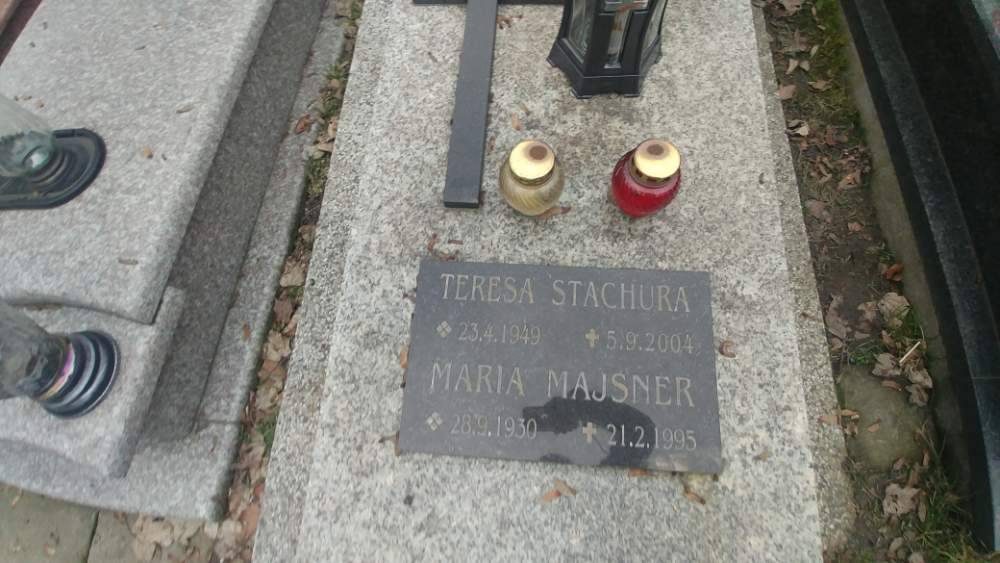 TERESA STACHURA
23.4.1949 5.9.2004
MARIA MAJSNER
28.9.1930 21.2.1995